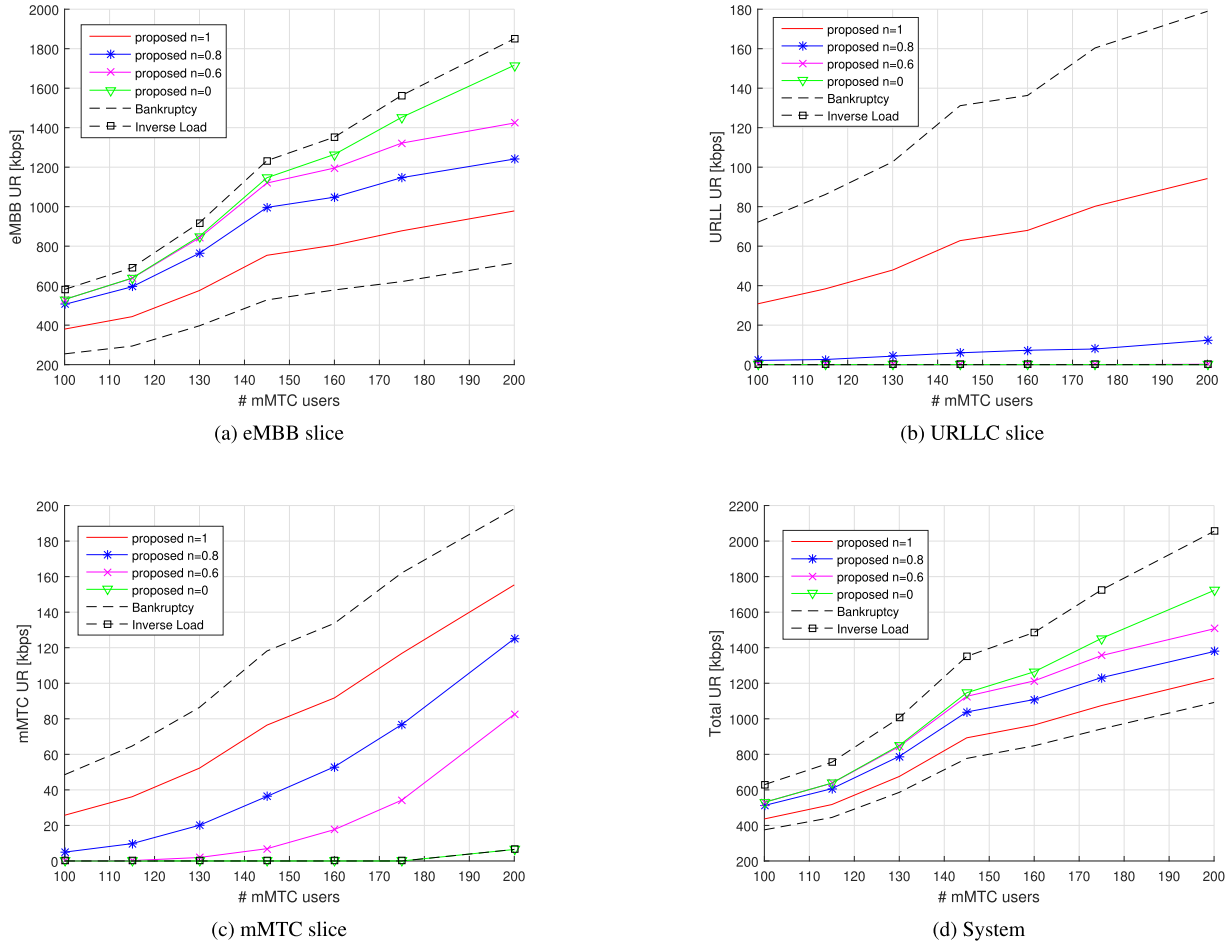 2000
1800
1600
1400
1200
1000
800
600
400
200
eMBB UR [kbps]
proposed n=1
proposed n=0.8
proposed n=0.6
proposed n=0
Bankruptcy
Inverse Load
100 110 120 130 140 150 160 170 180 190 200
# mMTC users
(a) eMBB slice
180
160
140
120
100
80
60
40
20
0
URLL UR [kbps]
proposed n=1
proposed n=0.8
proposed n=0.6
proposed n=0
Bankruptcy
Inverse Load
100 110 120 130 140 150 160 170 180 190 200
# mMTC users
(b) URLLC slice
200
180
160
140
120
100
80
60
40
20
0
mMTC UR [kbps]
proposed n=1
proposed n=0.8
proposed n=0.6
proposed n=0
Bankruptcy
Inverse Load
100 110 120 130 140 150 160 170 180 190 200
# mMTC users
(c) mMTC slice
2200
2000
1800
1600
1400
1200
1000
800
600
400
200
Total UR [kbps]
proposed n=1
proposed n=0.8
proposed n=0.6
proposed n=0
Bankruptcy
Inverse Load
100 110 120 130 140 150 160 170 180 190 200
# mMTC users
(d) System